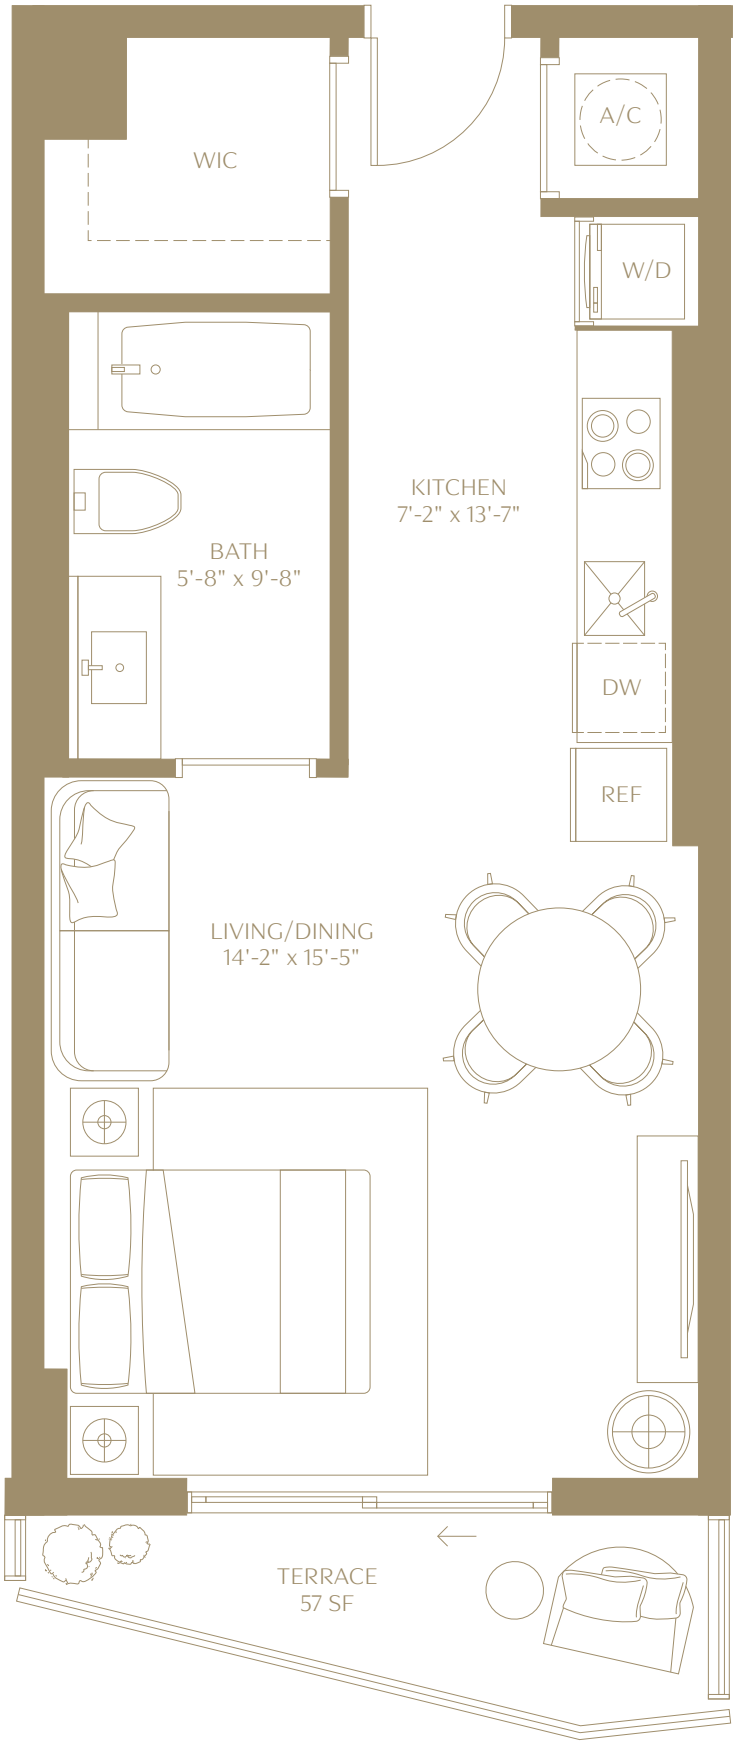 A/C
WIC
W/D
KITCHEN
7'-2" x 13'-7"
BATH
5'-8" x 9'-8"
DW
REF
LIVING/DINING
14'-2" x 15'-5"
TERRACE
57 SF